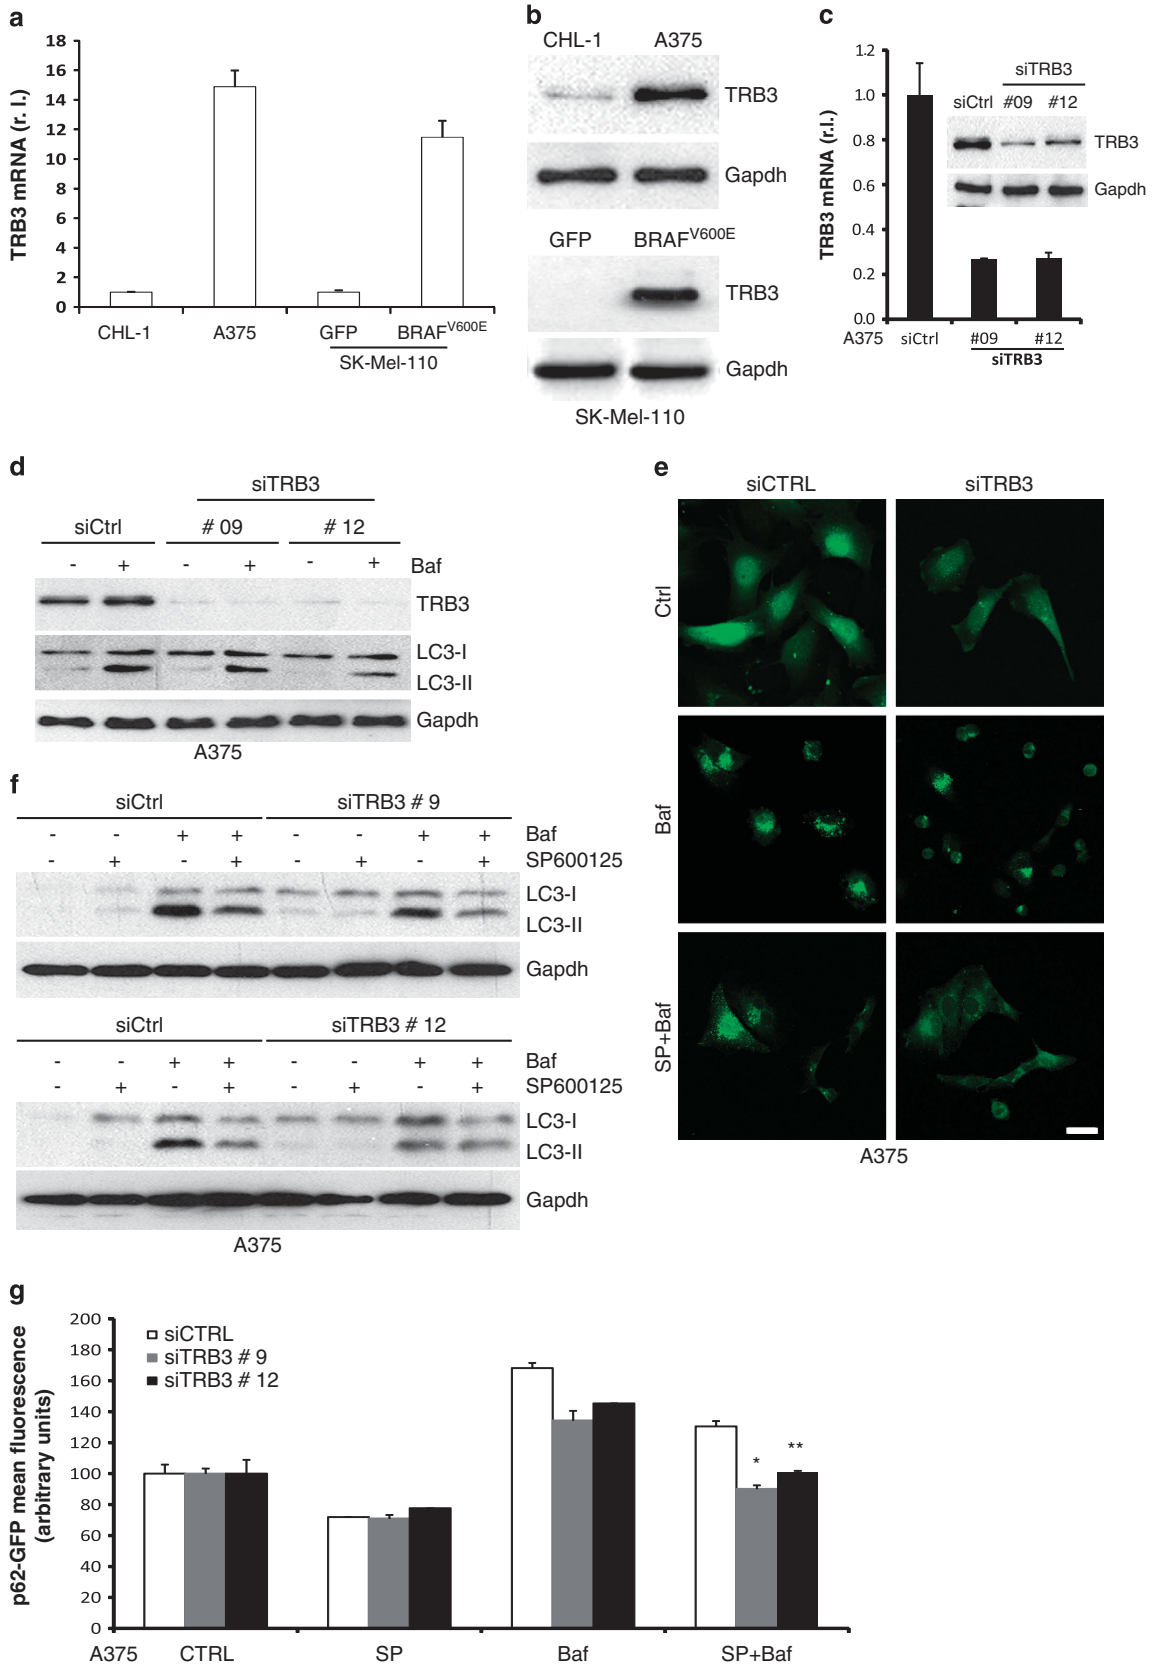 a
18
16
14
12
10
8
6
4
2
0
TRB3 mRNA (r. l.)
CHL-1 A375 GFP BRAFV600E
SK-Mel-110
b
CHL-1 A375
TRB3
Gapdh
GFP BRAFV600E
TRB3
Gapdh
SK-Mel-110
c
1.2
1.0
0.8
0.6
0.4
0.2
0.0
TRB3 mRNA (r.l.)
siTRB3
siCtrl #09 #12
TRB3
Gapdh
A375 siCtrl #09 #12
siTRB3
d
siTRB3
siCtrl # 09 # 12
- + - + - + Baf
TRB3
LC3-I
LC3-II
Gapdh
A375
e
siCTRL siTRB3
Ctrl
Baf
SP+Baf
A375
f
siCtrl siTRB3 # 9
- - + + - - + + Baf
- + - + - + - + SP600125
LC3-I
LC3-II
Gapdh
siCtrl siTRB3 # 12
- - + + - - + + Baf
- + - + - + - + SP600125
LC3-I
LC3-II
Gapdh
A375
g
200
180
160
140
120
100
80
60
40
20
0
p62-GFP mean fluorescence
(arbitrary units)
siCTRL
siTRB3 # 9
siTRB3 # 12
* **
A375 CTRL SP Baf SP+Baf